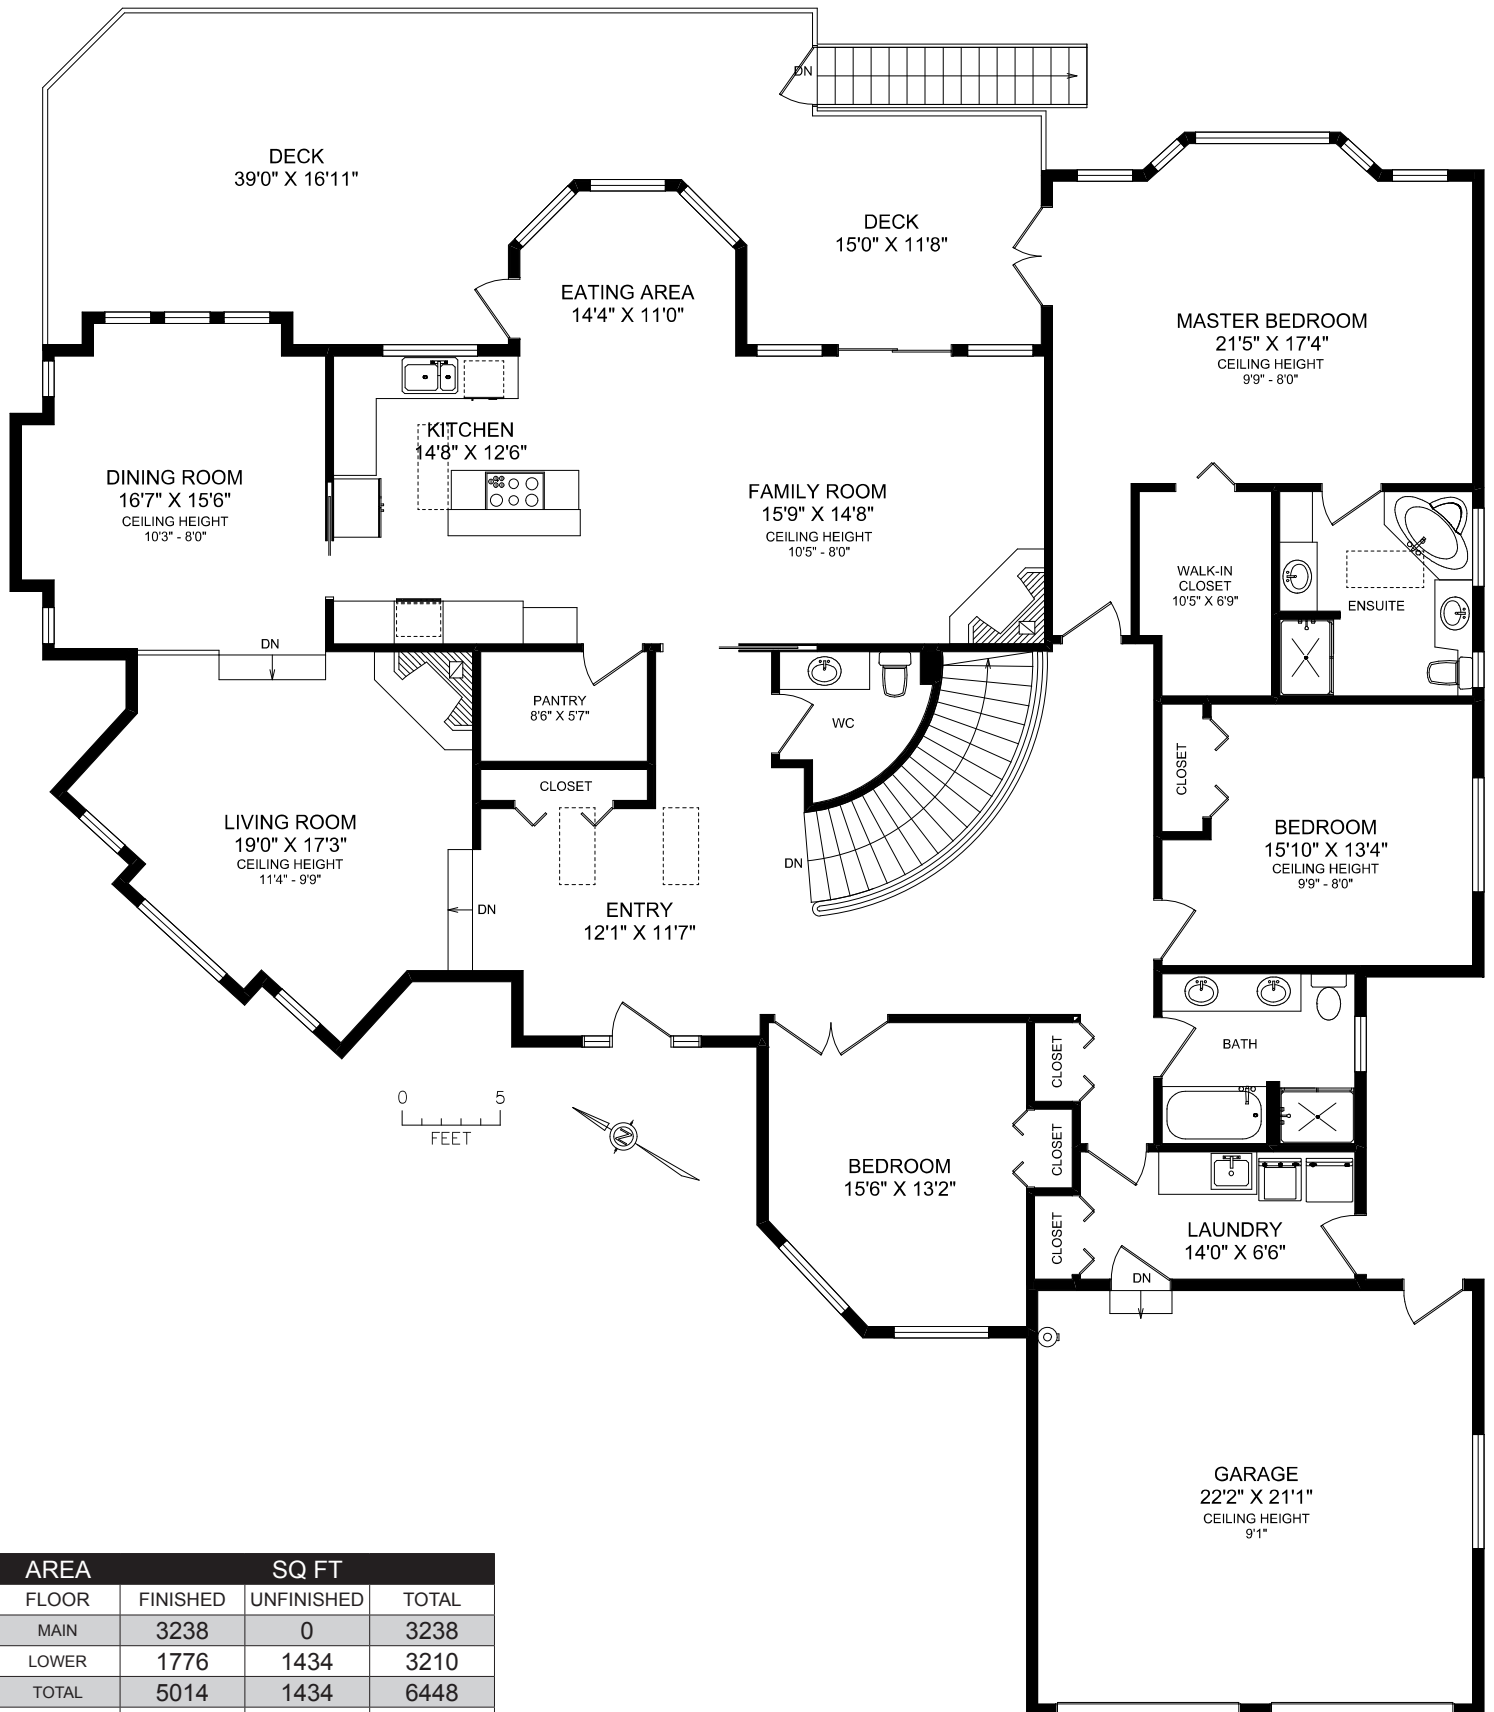 DN
DECK
39'0" X 16'11"
DECK
15'0" X 11'8"
EATING AREA
14'4" X 11'0"
MASTER BEDROOM
21'5" X 17'4"
CEILING HEIGHT
9'9" - 8'0"
KITCHEN
14'8" X 12'6"
DINING ROOM
16'7" X 15'6"
CEILING HEIGHT
10'3" - 8'0"
FAMILY ROOM
15'9" X 14'8"
CEILING HEIGHT
10'5" - 8'0"
WALK-IN
CLOSET
10'5" X 6'9"
ENSUITE
DN
PANTRY
8'6" X 5'7"
WC
CLOSET
CLOSET
LIVING ROOM
19'0" X 17'3"
CEILING HEIGHT
11'4" - 9'9"
BEDROOM
15'10" X 13'4"
CEILING HEIGHT
9'9" - 8'0"
DN
DN
ENTRY
12'1" X 11'7"
BATH
CLOSET
0 5
FEET
N
CLOSET
BEDROOM
15'6" X 13'2"
CLOSET
LAUNDRY
14'0" X 6'6"
DN
GARAGE
22'2" X 21'1"
CEILING HEIGHT
9'1"
AREA SQ FT
FLOOR FINISHED UNFINISHED TOTAL
MAIN 3238 0 3238
LOWER 1776 1434 3210
TOTAL 5014 1434 6448